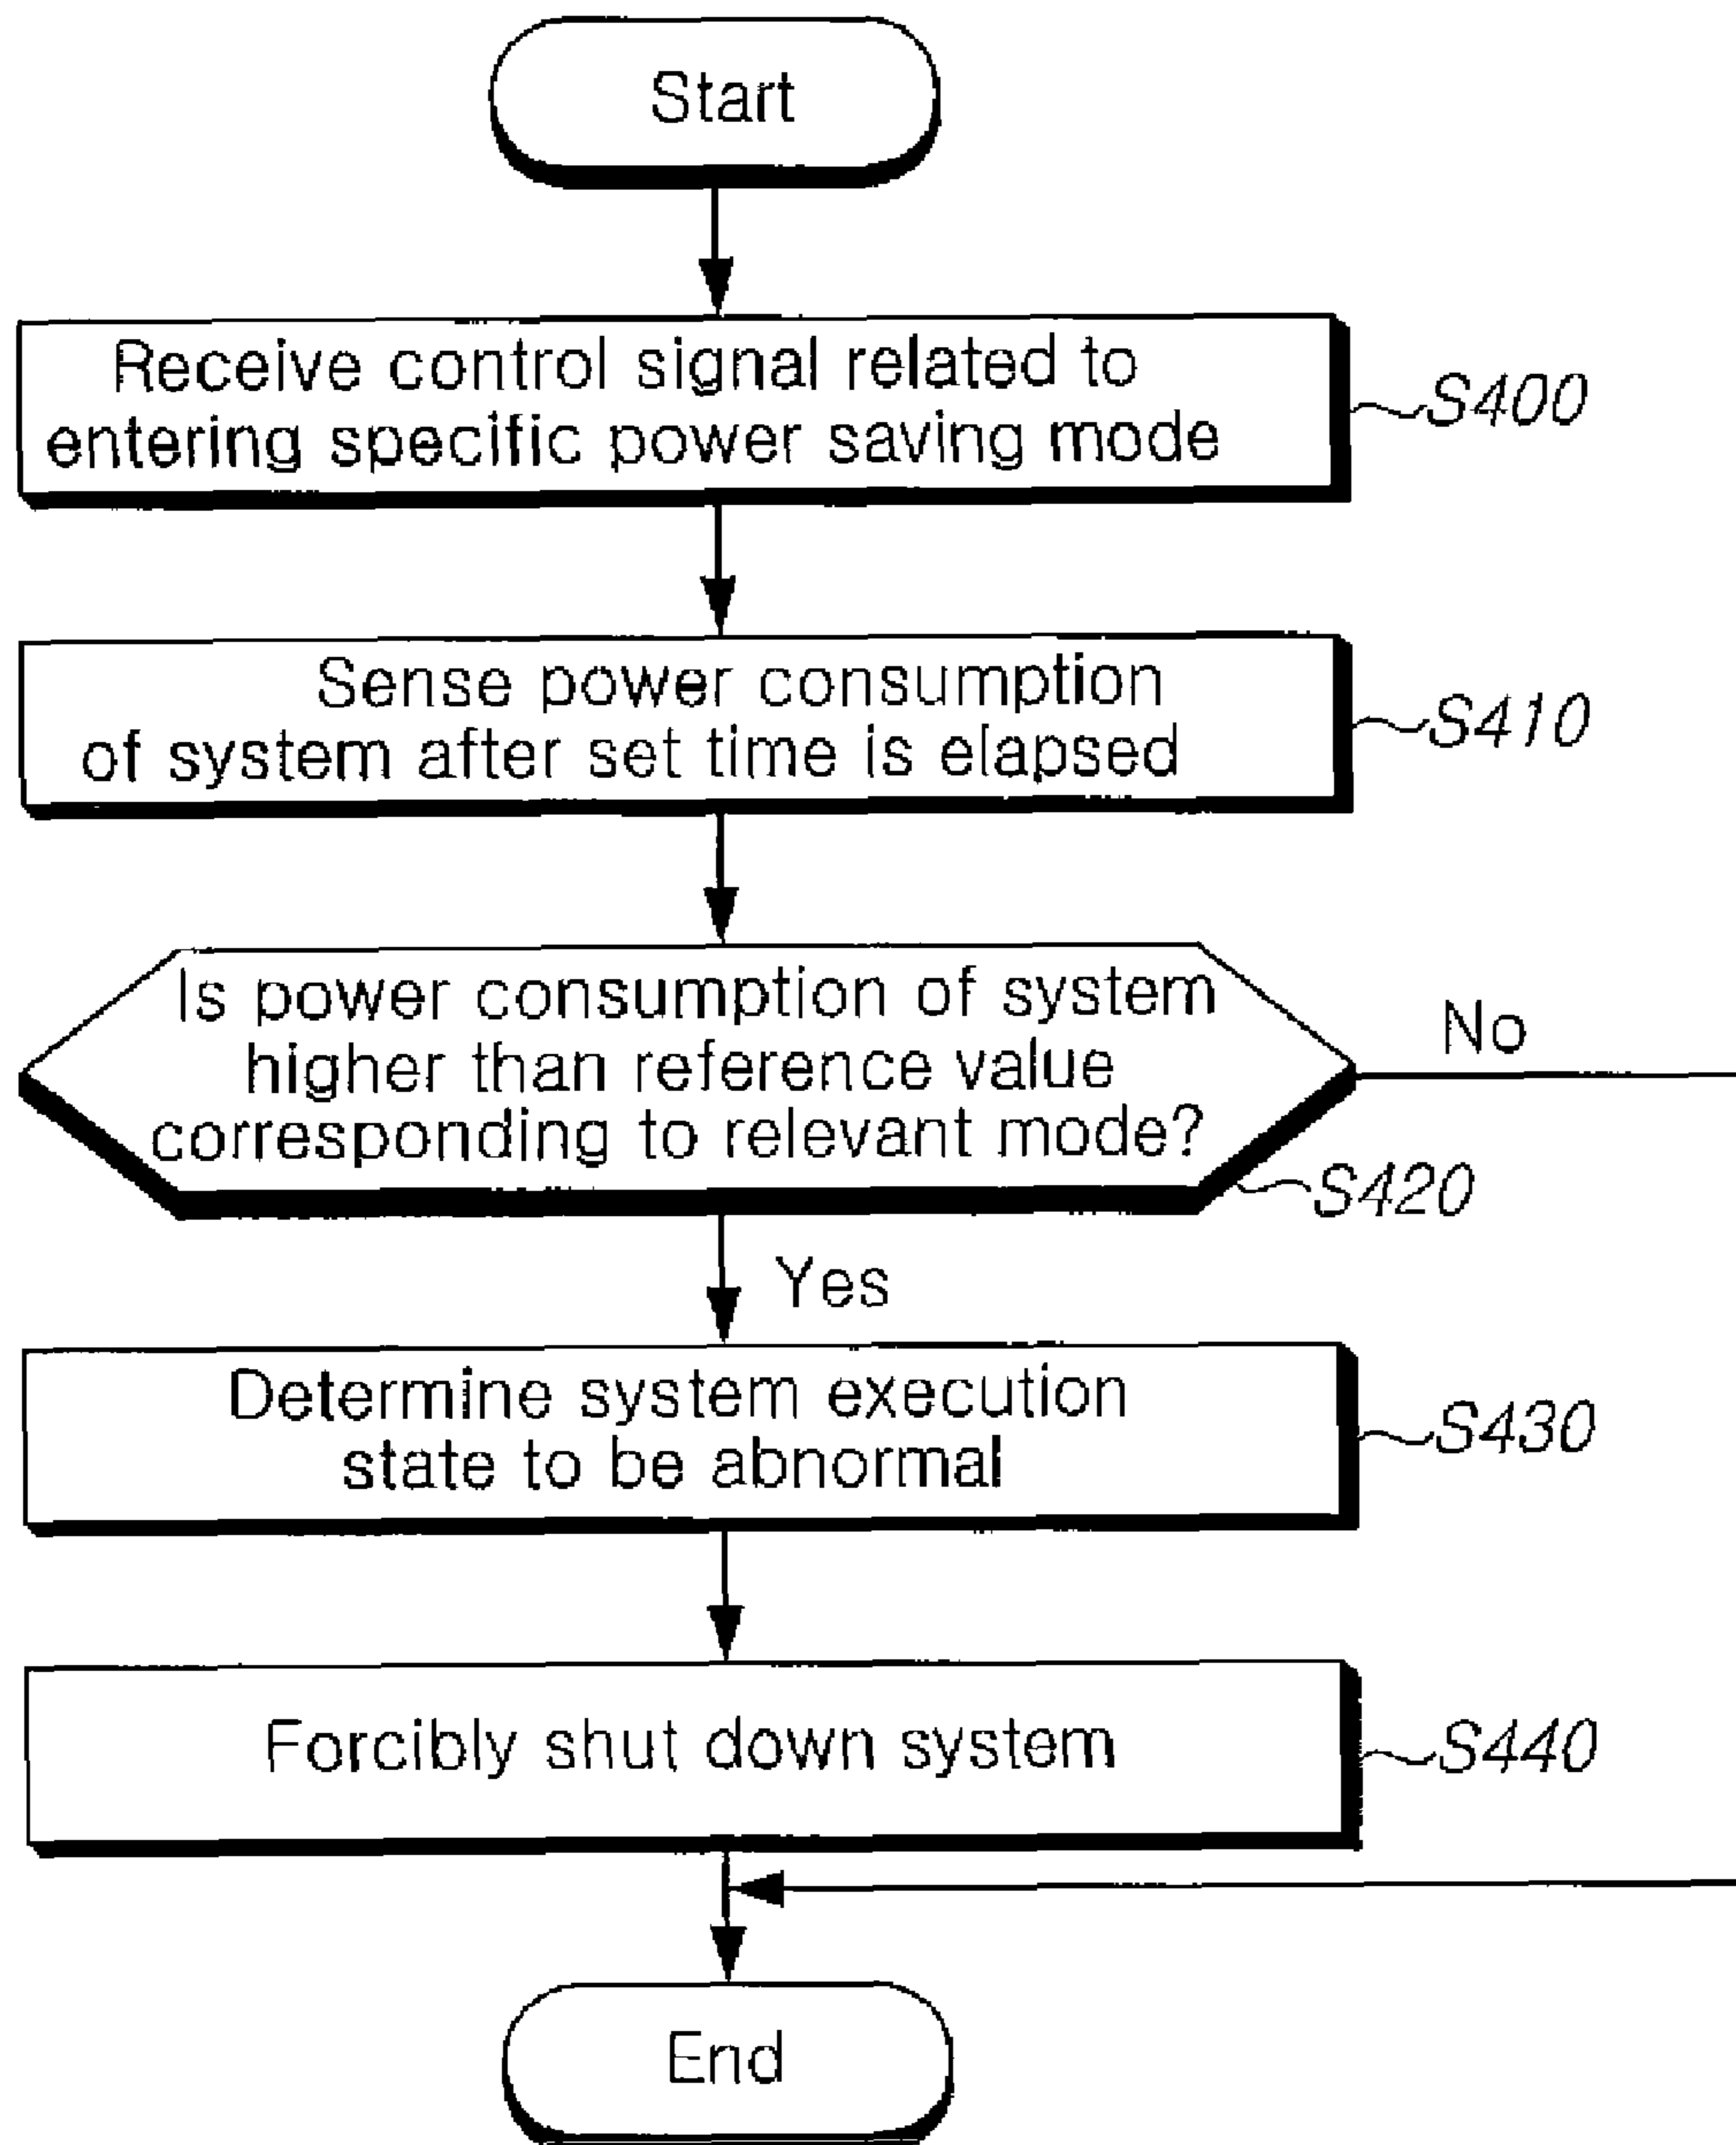 Start
Receive control signal related to
entering specific power saving mode
S400
Sense power consumption
of system after set time is elapsed
S410
Is power consumption of system
higher than reference value
corresponding to relevant mode?
No
S420
Yes
Determine system execution
state to be abnormal
S430
Forcibly shut down system
S440
End